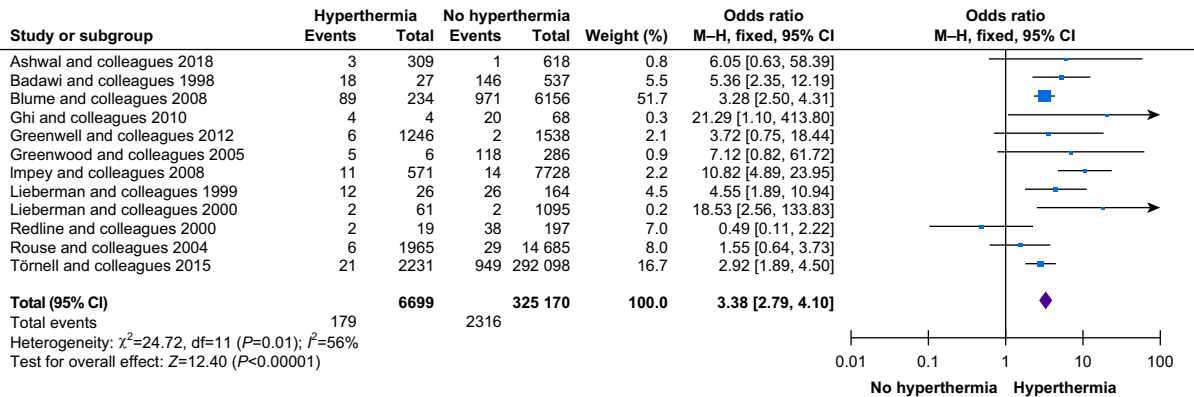 Hyperthermia No hyperthermia Odds ratio Odds ratio
Study or subgroup Events Total Events Total Weight (%) M–H, fixed, 95% CI M–H, fixed, 95% CI
Ashwal and colleagues 2018 3 309 1 618 0.8 6.05 [0.63, 58.39]
Badawi and colleagues 1998 18 27 146 537 5.5 5.36 [2.35, 12.19]
Blume and colleagues 2008 89 234 971 6156 51.7 3.28 [2.50, 4.31]
Ghi and colleagues 2010 4 4 20 68 0.3 21.29 [1.10, 413.80]
Greenwell and colleagues 2012 6 1246 2 1538 2.1 3.72 [0.75, 18.44]
Greenwood and colleagues 2005 5 6 118 286 0.9 7.12 [0.82, 61.72]
Impey and colleagues 2008 11 571 14 7728 2.2 10.82 [4.89, 23.95]
Lieberman and colleagues 1999 12 26 26 164 4.5 4.55 [1.89, 10.94]
Lieberman and colleagues 2000 2 61 2 1095 0.2 18.53 [2.56, 133.83]
Redline and colleagues 2000 2 19 38 197 7.0 0.49 [0.11, 2.22]
Rouse and colleagues 2004 6 1965 29 14 685 8.0 1.55 [0.64, 3.73]
Törnell and colleagues 2015 21 2231 949 292 098 16.7 2.92 [1.89, 4.50]
Total (95% CI) 6699 325 170 100.0 3.38 [2.79, 4.10]
Total events 179 2316
Heterogeneity: χ²=24.72, df=11 (P=0.01); I²=56%
Test for overall effect: Z=12.40 (P<0.00001)
0.01 0.1 1 10 100
No hyperthermia Hyperthermia